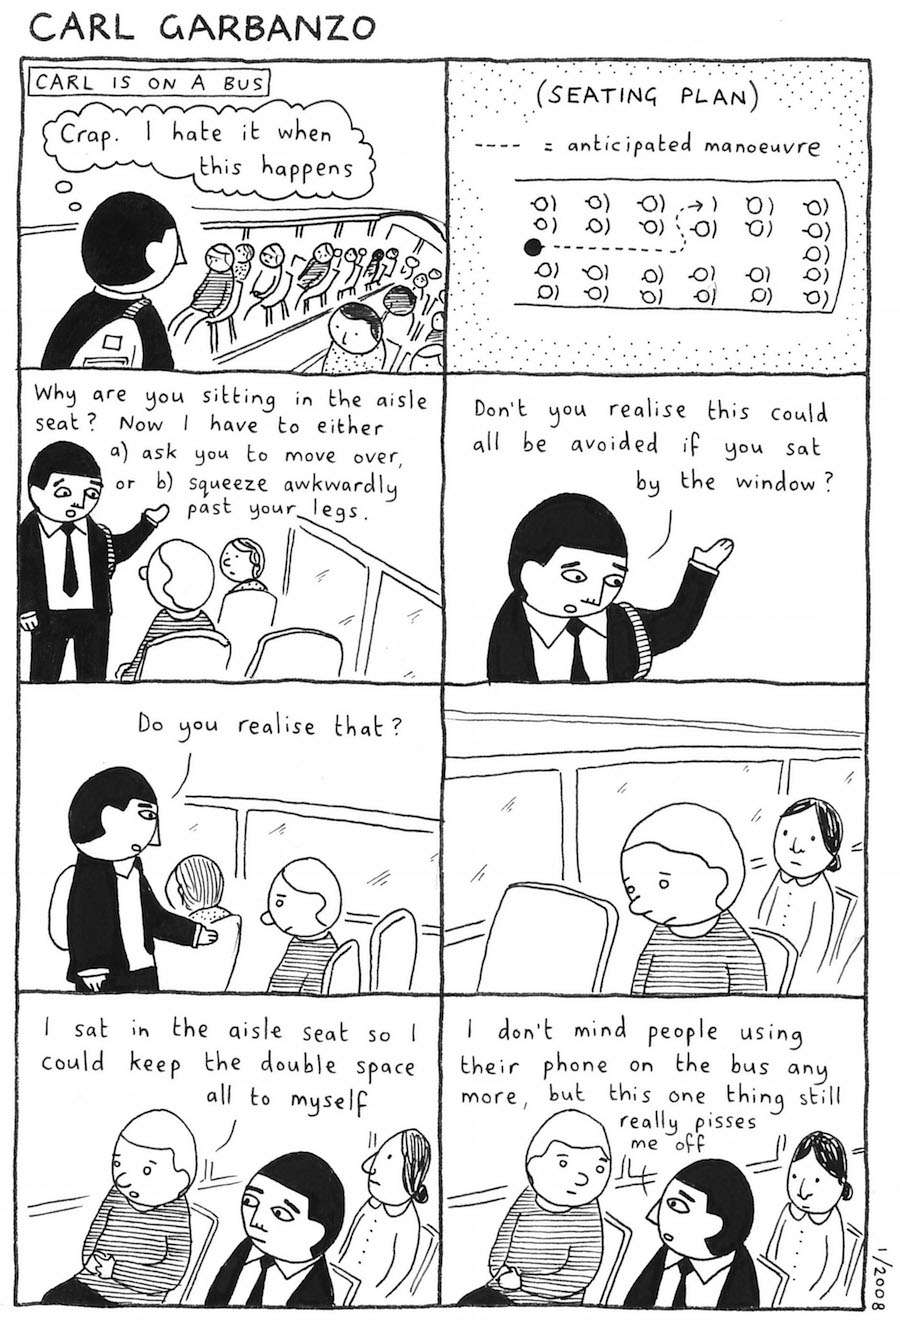 CARL GARBANZO
CARL IS ON A BUS
Crap. I hate it when
this happens
(SEATING PLAN)
---- = anticipated manoeuvre
Why are you sitting in the aisle
seat? Now I have to either
a) ask you to move over,
or b) squeeze awkwardly
past your legs.
Don't you realise this could
all be avoided if you sat
by the window?
Do you realise that?
I sat in the aisle seat so I
could keep the double space
all to myself
I don't mind people using
their phone on the bus any
more, but this one thing still
really pisses
me off
1/2008